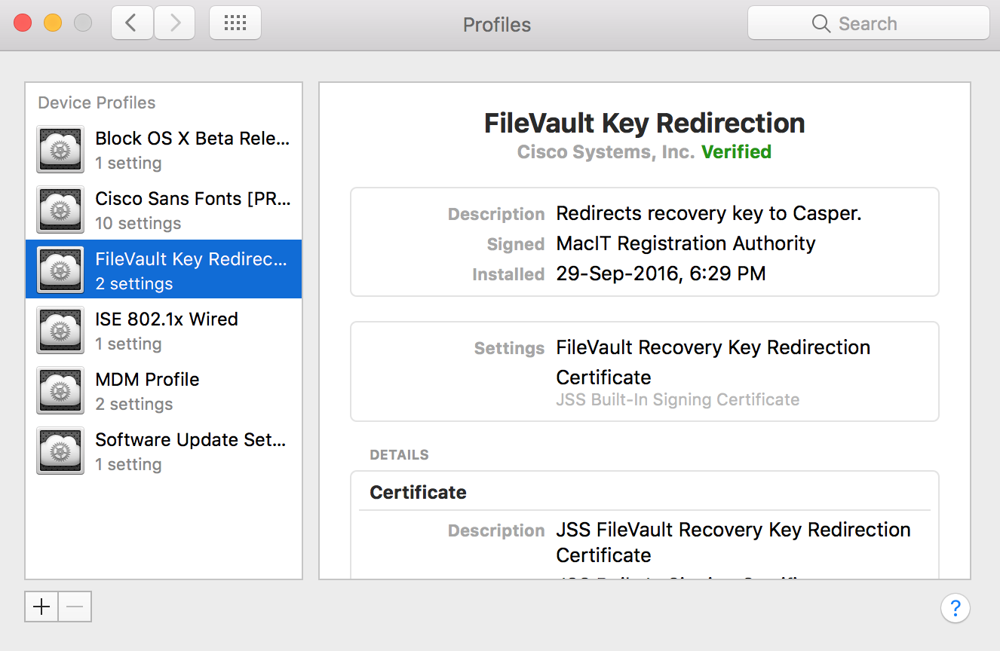 Profiles
Search
Device Profiles
Block OS X Beta Rele...
1 setting
Cisco Sans Fonts [PR...
10 settings
FileVault Key Redirec...
2 settings
ISE 802.1x Wired
1 setting
MDM Profile
2 settings
Software Update Set...
1 setting
FileVault Key Redirection
Cisco Systems, Inc. Verified
Description Redirects recovery key to Casper.
Signed MacIT Registration Authority
Installed 29-Sep-2016, 6:29 PM
Settings FileVault Recovery Key Redirection
Certificate
JSS Built-In Signing Certificate
DETAILS
Certificate
Description JSS FileVault Recovery Key Redirection
Certificate
?